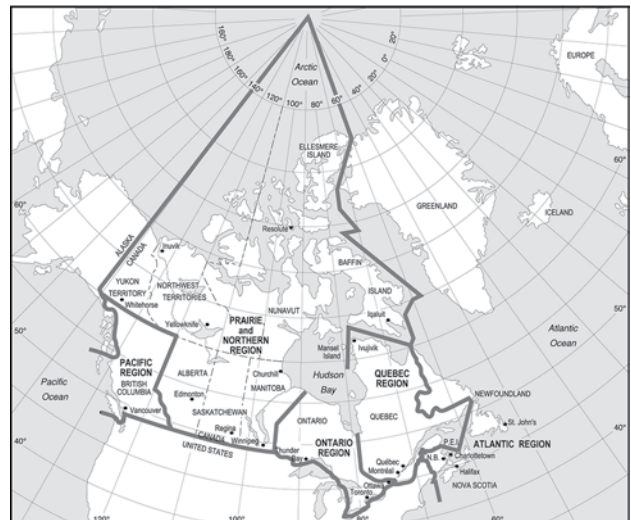 160°
180°
160°
140°
120°
100°
80°
60°
40°
20°
0°
20°
Arctic
Ocean
EUROPE
ELLESMERE
ISLAND
GREENLAND
ICELAND
60°
60°
ALASKA
CANADA
Inuvik
Resolute
BAFFIN
ISLAND
YUKON
TERRITORY
Whitehorse
NORTHWEST
TERRITORIES
Yellowknife
NUNAVUT
Iqaluit
PRAIRIE
and
NORTHERN
REGION
50°
50°
Mansel
Island
Ivujivik
Atlantic
Ocean
PACIFIC
REGION
BRITISH
COLUMBIA
ALBERTA
Churchill
MANITOBA
Hudson
Bay
QUEBEC
REGION
Pacific
Ocean
Edmonton
SASKATCHEWAN
NEWFOUNDLAND
Vancouver
Regina
Winnipeg
ONTARIO
QUEBEC
St. John's
CANADA
UNITED STATES
Thunder
Bay
ONTARIO
REGION
ATLANTIC REGION
P.E.I.
N.B.
Charlottetown
Halifax
NOVA SCOTIA
Québec
Montréal
Ottawa
Toronto
40°
40°
120°
100°
80°
60°